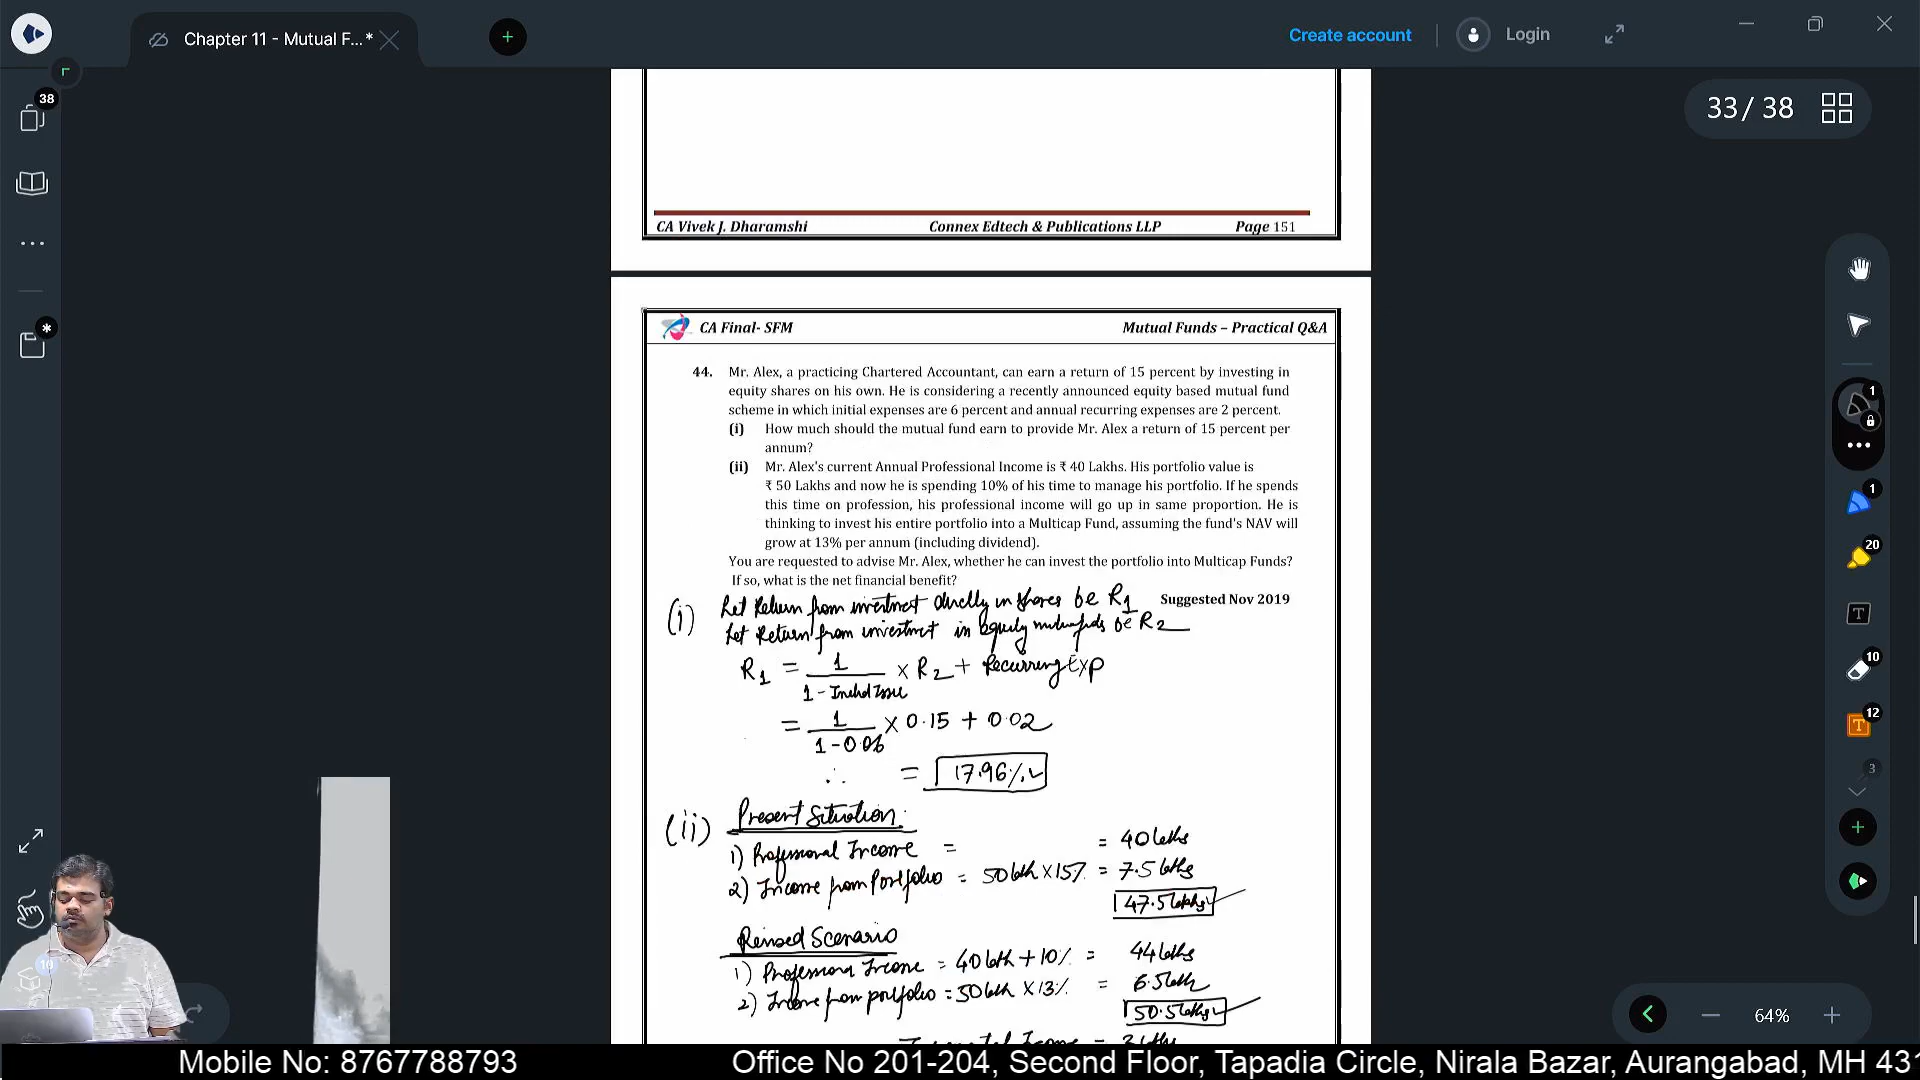 Chapter 11 - Mutual F...*
Create account
Login
38
33/ 38
CA Vivek J. Dharamshi Connex Edtech & Publications LLP Page 151
CA Final- SFM Mutual Funds – Practical Q&A
44. Mr. Alex, a practicing Chartered Accountant, can earn a return of 15 percent by investing in
equity shares on his own. He is considering a recently announced equity based mutual fund
scheme in which initial expenses are 6 percent and annual recurring expenses are 2 percent.
(i) How much should the mutual fund earn to provide Mr. Alex a return of 15 percent per
annum?
(ii) Mr. Alex's current Annual Professional Income is ₹ 40 Lakhs. His portfolio value is
₹ 50 Lakhs and now he is spending 10% of his time to manage his portfolio. If he spends
this time on profession, his professional income will go up in same proportion. He is
thinking to invest his entire portfolio into a Multicap Fund, assuming the fund's NAV will
grow at 13% per annum (including dividend).
You are requested to advise Mr. Alex, whether he can invest the portfolio into Multicap Funds?
If so, what is the net financial benefit?
Suggested Nov 2019
(i) Let Return from investment directly in shares be R1
Let Return from investment in equity mutual funds be R2
R1 = 1 / 1 - Initial Issue × R2 + Recurring Exp
= 1 / 1 - 0.06 × 0.15 + 0.02
∴ = 17.96%
(ii) Present Situation
1) Professional Income = = 40 lakhs
2) Income from Portfolio = 50 lakh × 15% = 7.5 lakhs
47.5 lakhs
Revised Scenario
1) Professional Income = 40 lakh + 10% = 44 lakhs
2) Income from portfolio = 50 lakh × 13% = 6.5 lakh
50.5 lakhs
1
1
20
10
12
3
10
64%
Mobile No: 8767788793 Office No 201-204, Second Floor, Tapadia Circle, Nirala Bazar, Aurangabad, MH 431